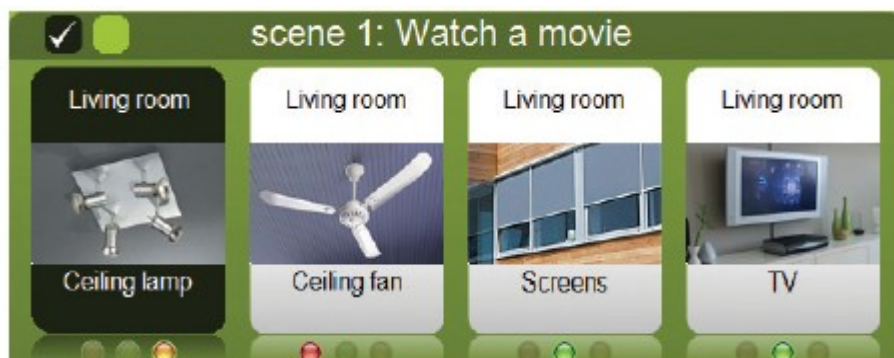 scene 1: Watch a movie
Living room
Ceiling lamp
Living room
Ceiling fan
Living room
Screens
Living room
TV